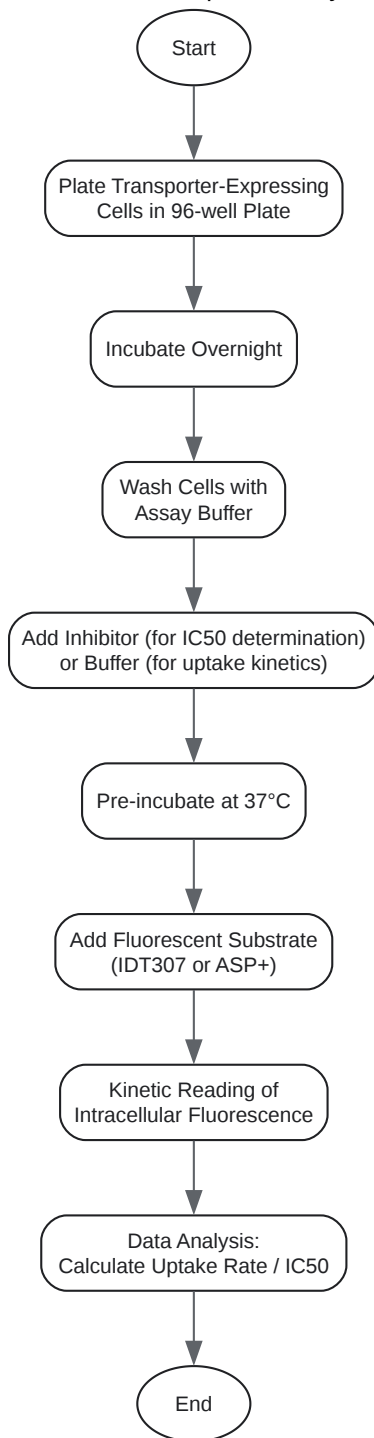 Start
Plate Transporter-Expressing
Cells in 96-well Plate
Incubate Overnight
Wash Cells with
Assay Buffer
Add Inhibitor (for IC50 determination)
or Buffer (for uptake kinetics)
Pre-incubate at 37°C
Add Fluorescent Substrate
(IDT307 or ASP+)
Kinetic Reading of
Intracellular Fluorescence
Data Analysis:
Calculate Uptake Rate / IC50
End